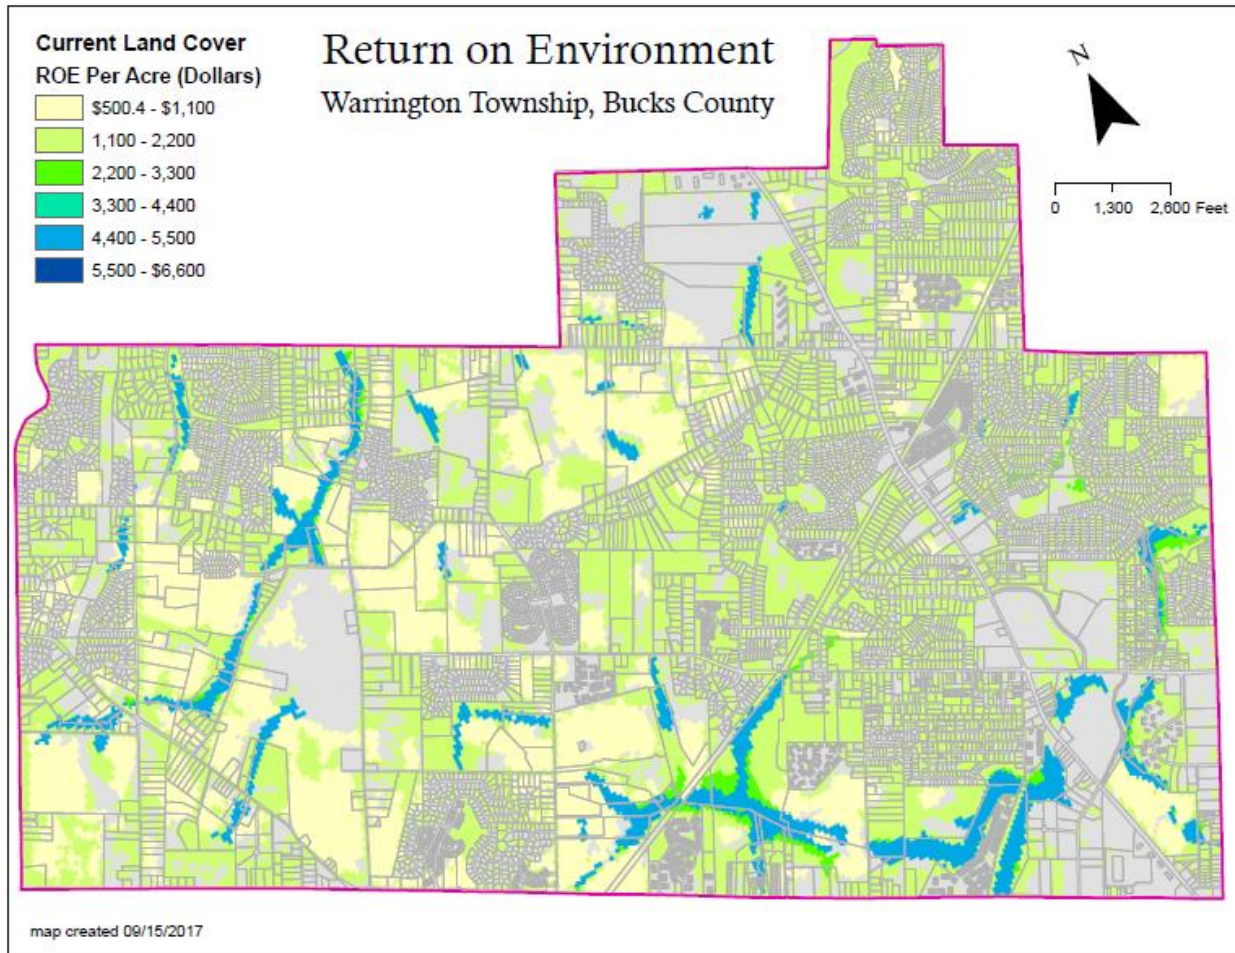 Current Land Cover
ROE Per Acre (Dollars)
$500.4 - $1,100
1,100 - 2,200
2,200 - 3,300
3,300 - 4,400
4,400 - 5,500
5,500 - $6,600
Return on Environment
Warrington Township, Bucks County
N
0 1,300 2,600 Feet
map created 09/15/2017